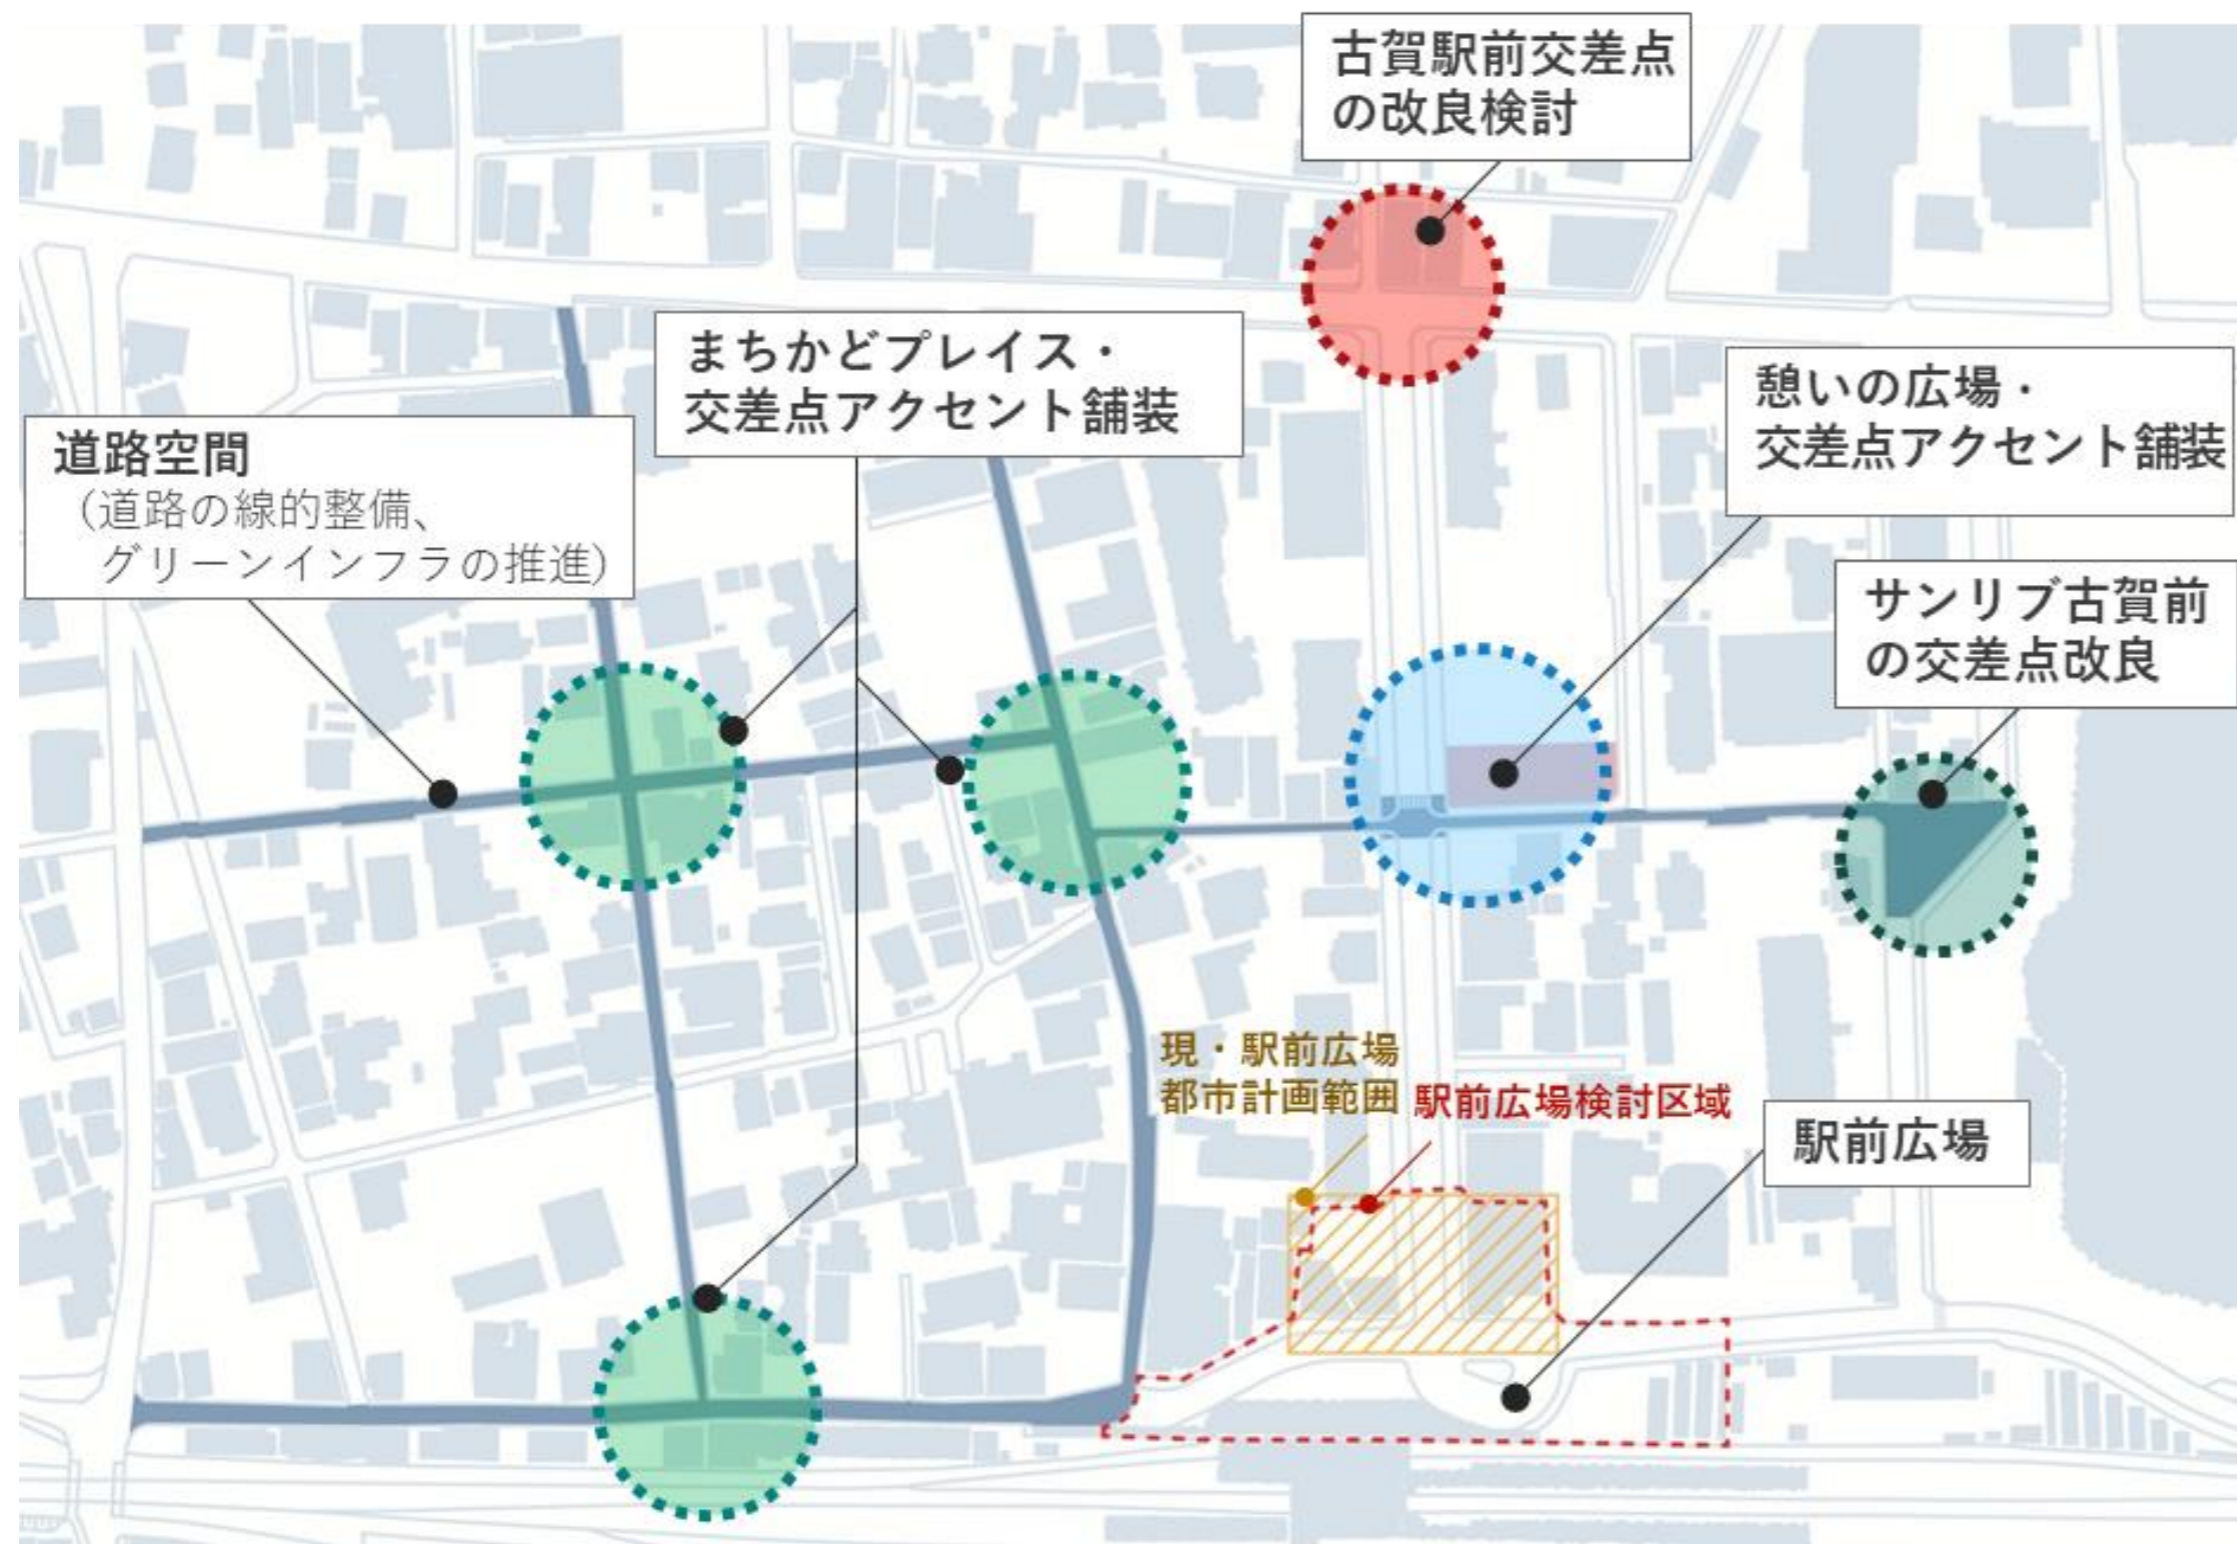 古賀駅前交差点
の改良検討
まちかどプレイス・
交差点アクセント舗装
憩いの広場・
交差点アクセント舗装
道路空間
（道路の線的整備、
グリーンインフラの推進）
サンリブ古賀前
の交差点改良
現・駅前広場
都市計画範囲
駅前広場検討区域
駅前広場